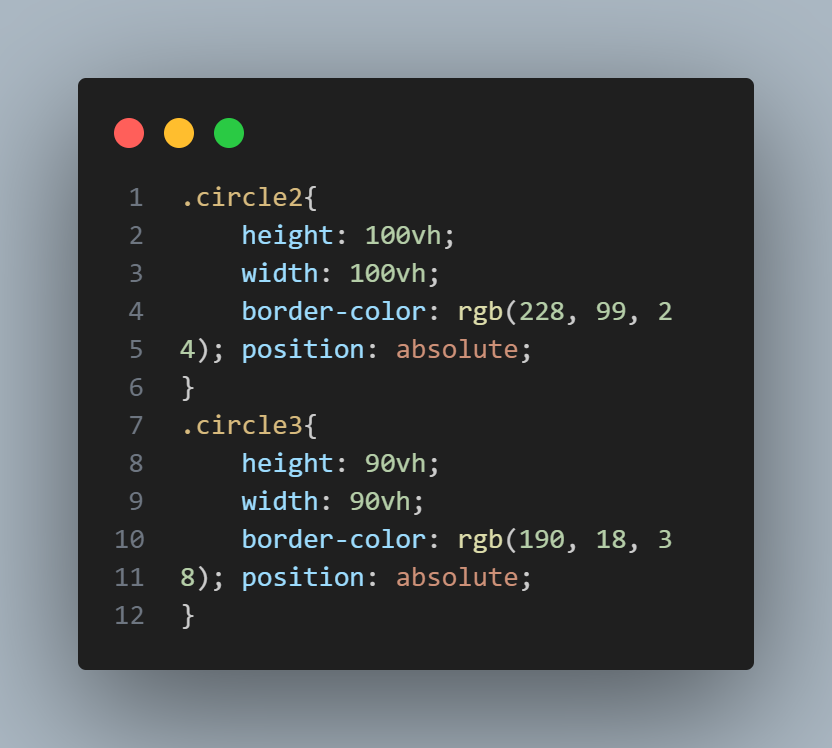 1 .circle2{
2     height: 100vh;
3     width: 100vh;
4     border-color: rgb(228, 99, 2
5 4); position: absolute;
6 }
7 .circle3{
8     height: 90vh;
9     width: 90vh;
10     border-color: rgb(190, 18, 3
11 8); position: absolute;
12 }